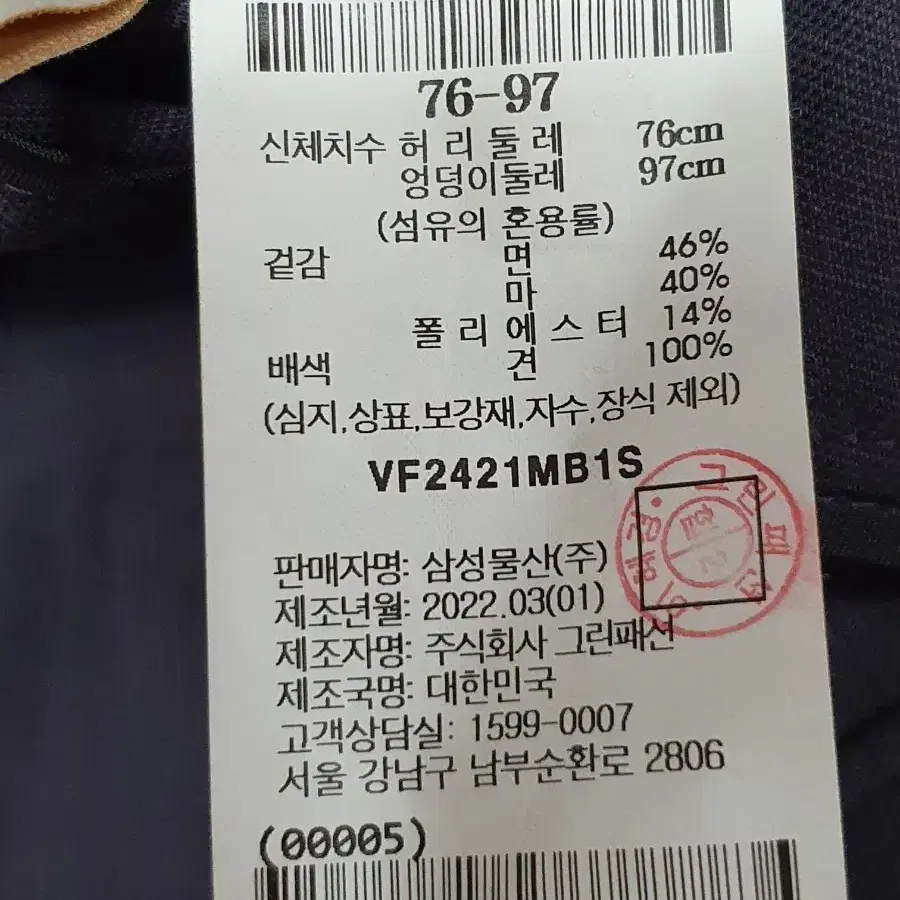 76-97
신체치수 허 리 둘 레 76cm
엉덩이둘레 97cm
(섬유의 혼용률)
겉감 면 46%
마 40%
폴 리 에 스 터 14%
배색 견 100%
(심지,상표,보강재,자수,장식 제외)
VF2421MB1S
판매자명: 삼성물산(주)
제조년월: 2022.03(01)
제조자명: 주식회사 그린패션
제조국명: 대한민국
고객상담실: 1599-0007
서울 강남구 남부순환로 2806
(00005)